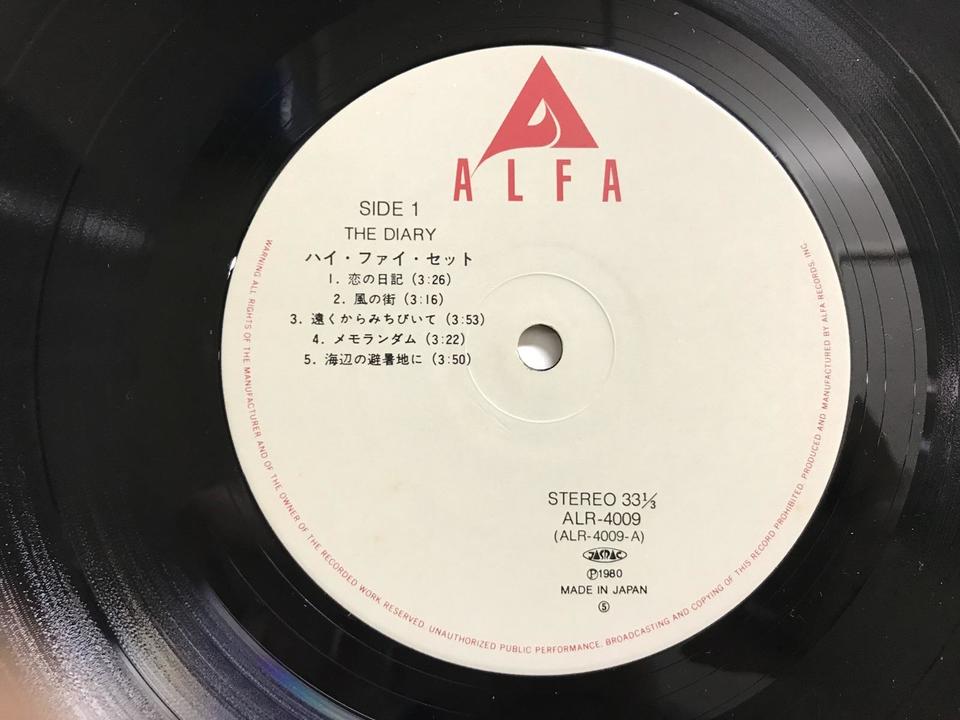 ALFA
SIDE 1
THE DIARY
ハイ・ファイ・セット
1. 恋の日記 (3:26)
2. 風の街 (3:16)
3. 遠くからみちびいて (3:53)
4. メモランダム (3:22)
5. 海辺の避暑地に (3:50)
STEREO 33⅓
ALR-4009
(ALR-4009-A)
JASRAC
Ⓟ1980
MADE IN JAPAN
⑤
WARNING ALL RIGHTS OF THE MANUFACTURER AND OF THE OWNER OF THE RECORDED WORK RESERVED. UNAUTHORIZED PUBLIC PERFORMANCE, BROADCASTING AND COPYING OF THIS RECORD PROHIBITED. PRODUCED AND MANUFACTURED BY ALFA RECORDS, INC.